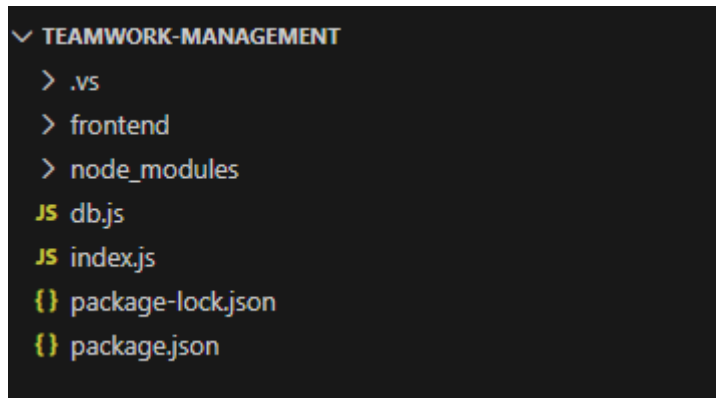 TEAMWORK-MANAGEMENT
.vs
frontend
node_modules
JS db.js
JS index.js
{} package-lock.json
{} package.json